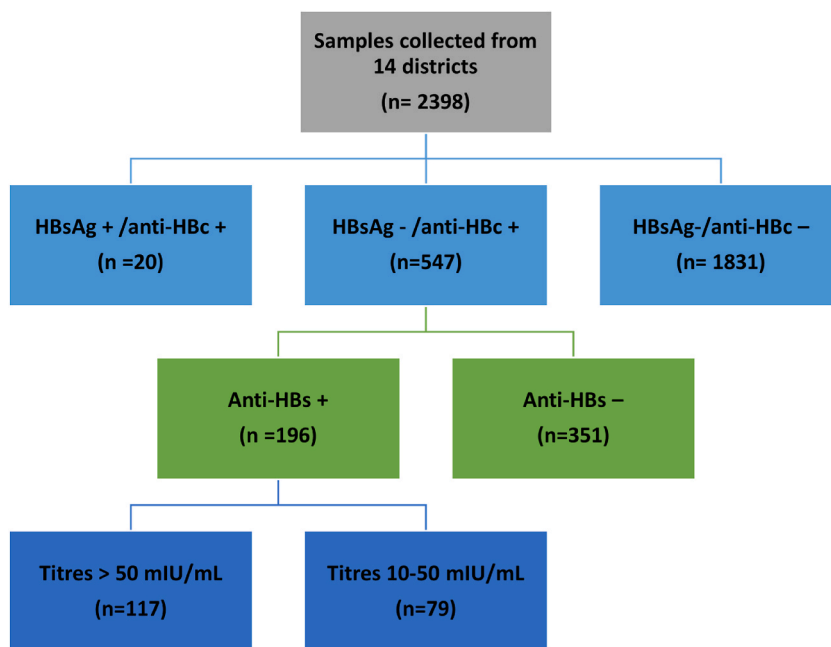 Samples collected from
14 districts
(n= 2398)
HBsAg + /anti-HBc +
(n =20)
HBsAg - /anti-HBc +
(n=547)
HBsAg-/anti-HBc –
(n= 1831)
Anti-HBs +
(n =196)
Anti-HBs –
(n=351)
Titres > 50 mIU/mL
(n=117)
Titres 10-50 mIU/mL
(n=79)